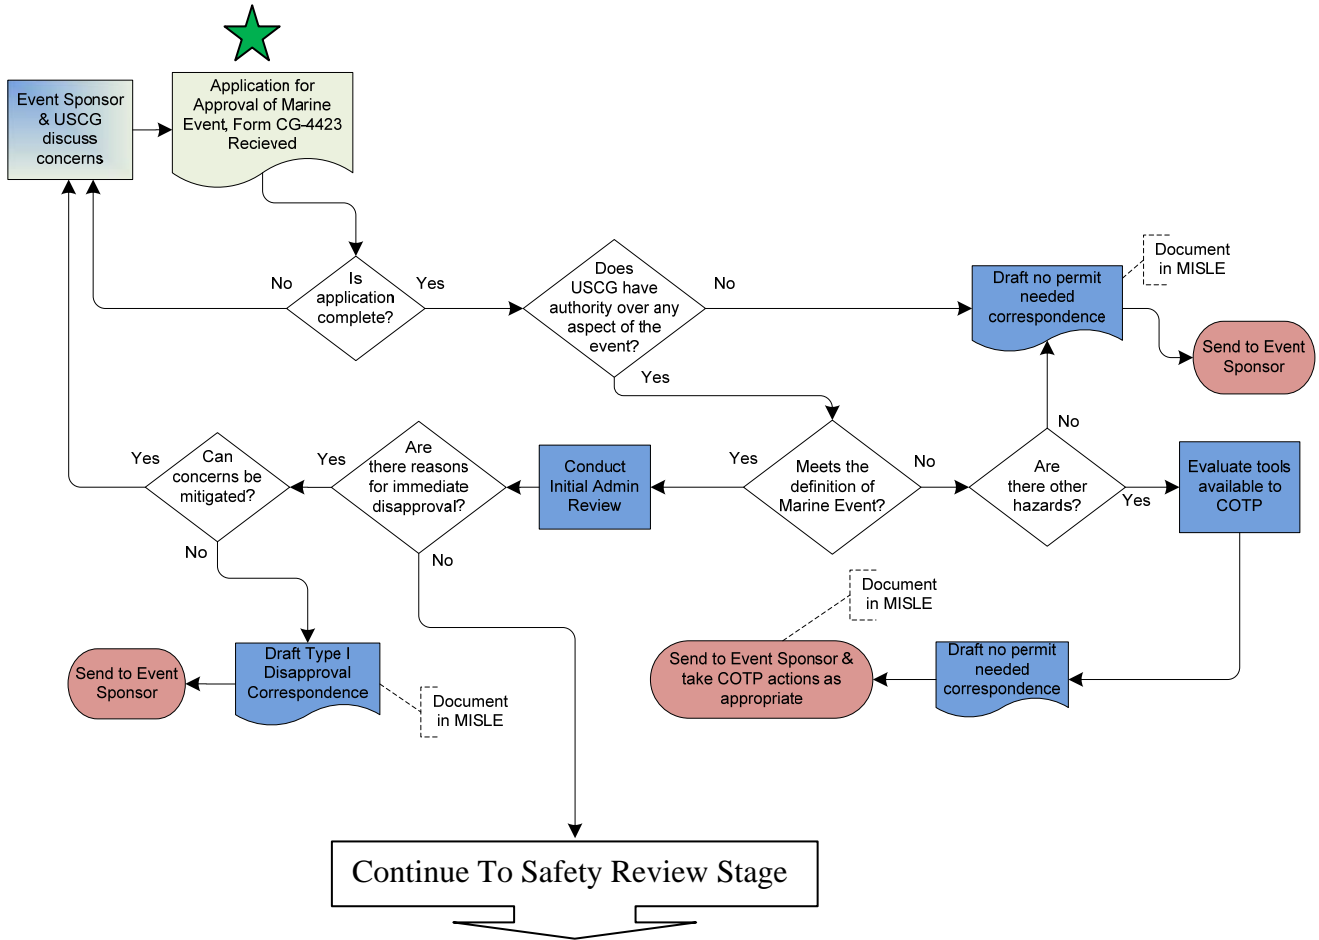 Event Sponsor
& USCG
discuss
concerns
Application for
Approval of Marine
Event, Form CG-4423
Recieved
No
Is
application
complete?
Yes
Does
USCG have
authority over any
aspect of the
event?
No
Yes
Draft no permit
needed
correspondence
Document
in MISLE
Send to Event
Sponsor
Yes
Can
concerns be
mitigated?
No
Yes
Are
there reasons
for immediate
disapproval?
No
Conduct
Initial Admin
Review
Yes
Meets the
definition of
Marine Event?
No
Are
there other
hazards?
No
Yes
Evaluate tools
available to
COTP
Document
in MISLE
Send to Event
Sponsor
Draft Type I
Disapproval
Correspondence
Document
in MISLE
Send to Event Sponsor &
take COTP actions as
appropriate
Draft no permit
needed
correspondence
Continue To Safety Review Stage